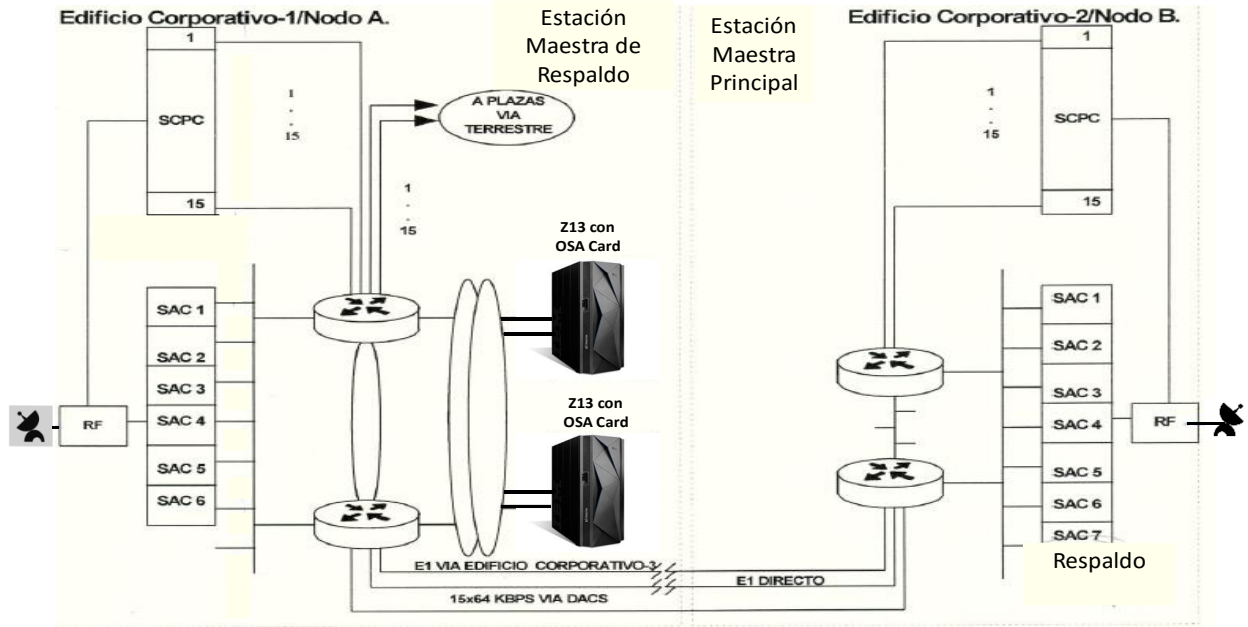 Edificio Corporativo-1/Nodo A.
Estación
Maestra de
Respaldo
Estación
Maestra
Principal
Edificio Corporativo-2/Nodo B.
1
SCPC
15
1
.
.
15
A PLAZAS
VIA
TERRESTRE
1
.
.
15
1
.
.
15
1
SCPC
15
Z13 con
OSA Card
Z13 con
OSA Card
SAC 1
SAC 2
SAC 3
SAC 4
SAC 5
SAC 6
RF
SAC 1
SAC 2
SAC 3
SAC 4
SAC 5
SAC 6
SAC 7
RF
Respaldo
E1 VIA EDIFICIO CORPORATIVO-3
E1 DIRECTO
15x64 KBPS VIA DACS